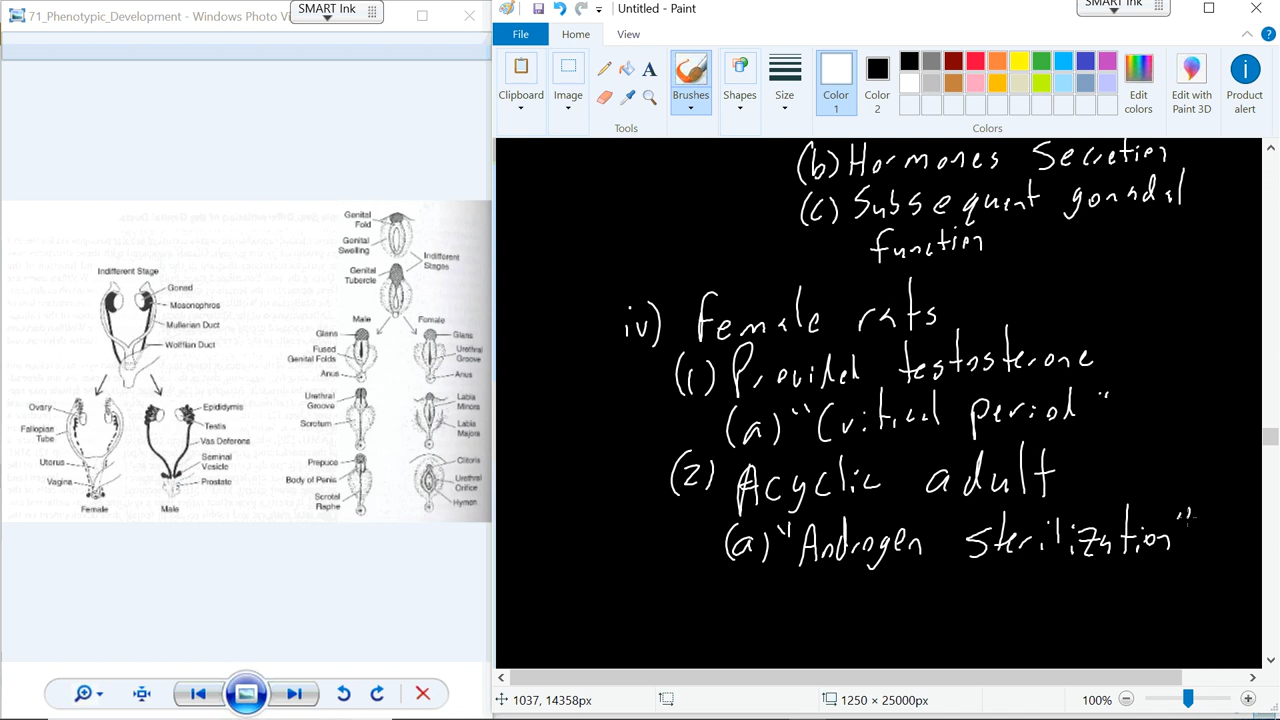 71_Phenotypic_Development - Windows Photo Vi
SMART Ink
Untitled - Paint
SMART Ink
File
Home
View
Clipboard
Image
Tools
Brushes
Shapes
Size
Color 1
Color 2
Colors
Edit colors
Edit with Paint 3D
Product alert
Indifferent Stage
Gonad
Mesonephros
Mullerian Duct
Wolffian Duct
Ovary
Fallopian Tube
Uterus
Vagina
Female
Epididymis
Testis
Vas Deferens
Seminal Vesicle
Prostate
Male
Genital Fold
Genital Swelling
Genital Tubercle
Indifferent Stages
Male
Female
Glans
Fused Genital Folds
Anus
Urethral Groove
Scrotum
Prepuce
Body of Penis
Scrotal Raphe
Glans
Urethral Groove
Anus
Labia Minora
Labia Majora
Clitoris
Urethral Orifice
Hymen
(b) Hormones Secretion
(c) Subsequent gonadal
function
iv) Female rats
(1) Provided testosterone
(a) "Critical period"
(2) Acyclic adult
(a) "Androgen sterilization"
1037, 14358px
1250 × 25000px
100%